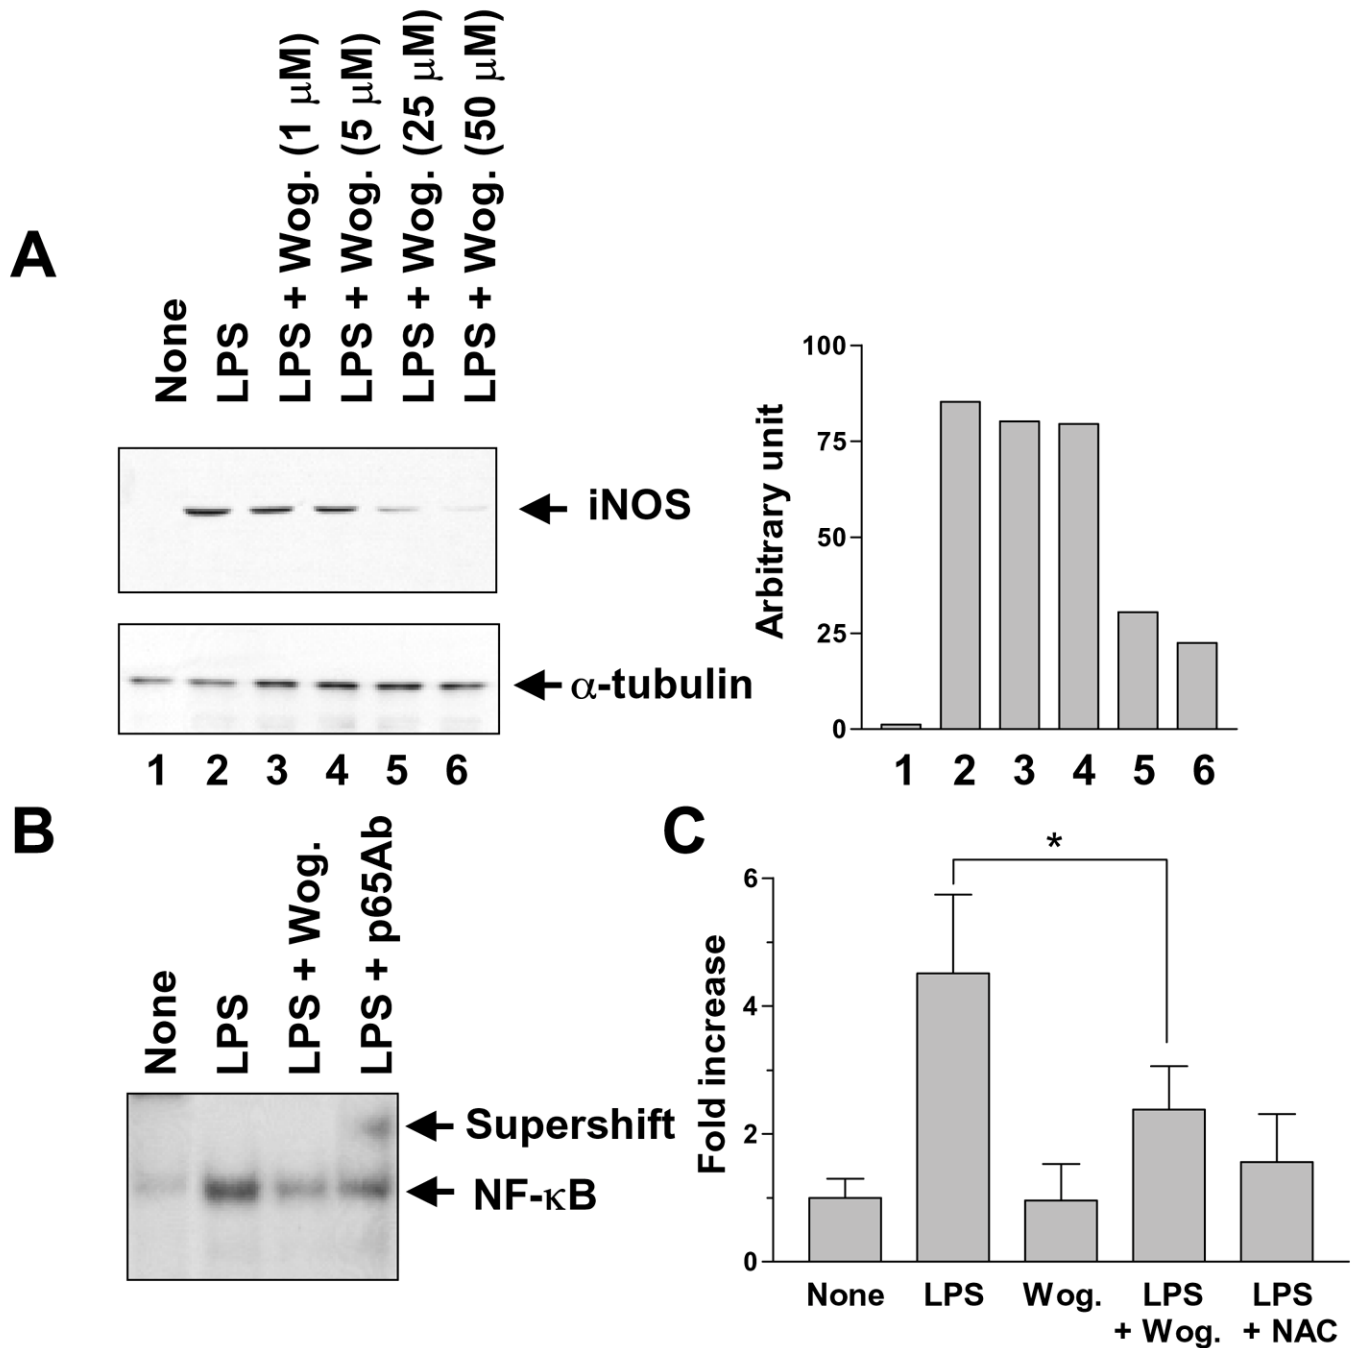 A
None
LPS
LPS + Wog. (1 μM)
LPS + Wog. (5 μM)
LPS + Wog. (25 μM)
LPS + Wog. (50 μM)
iNOS
α-tubulin
1 2 3 4 5 6
Arbitrary unit
100
75
50
25
0
1 2 3 4 5 6
B
None
LPS
LPS + Wog.
LPS + p65Ab
Supershift
NF-κB
C
*
Fold increase
6
4
2
0
None
LPS
Wog.
LPS
+ Wog.
LPS
+ NAC